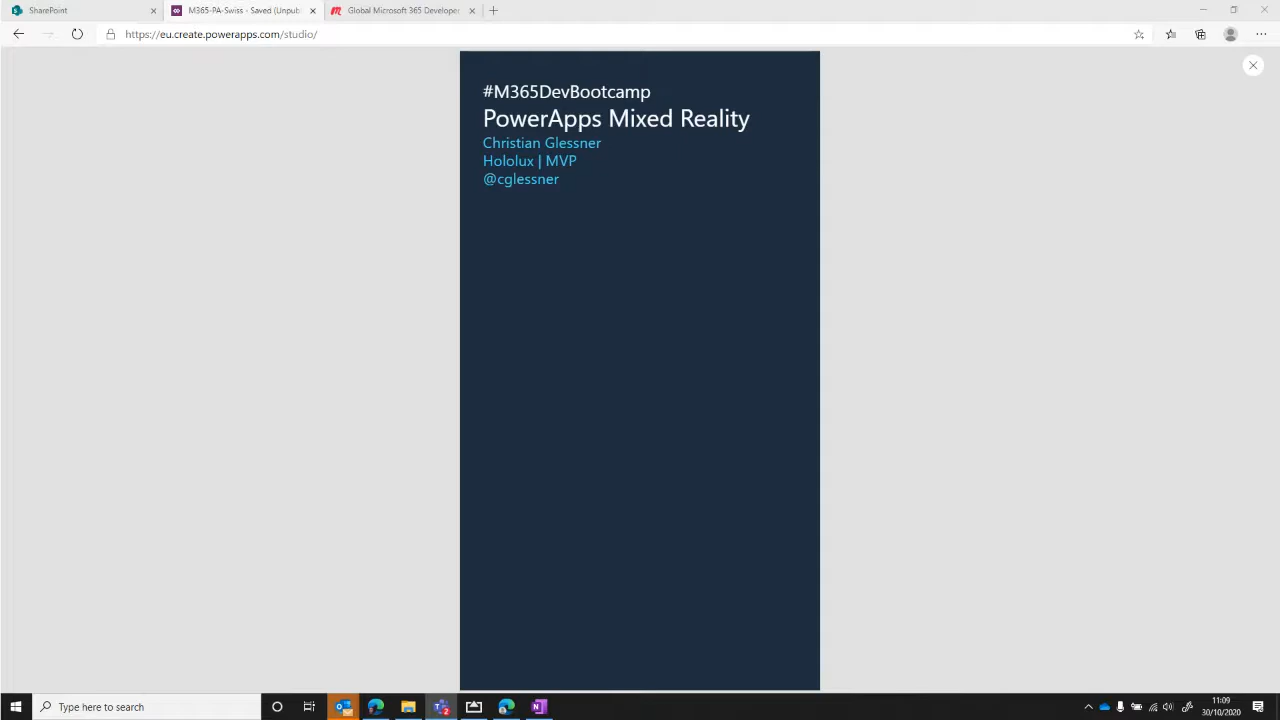 SharePoint
M365-PA-Swiss - Saved (Unpub
Global Microsoft 365 Developer
https://eu.create.powerapps.com/studio/
#M365DevBootcamp
PowerApps Mixed Reality
Christian Glessner
Hololux | MVP
@cglessner
Type here to search
11:09
30/10/2020